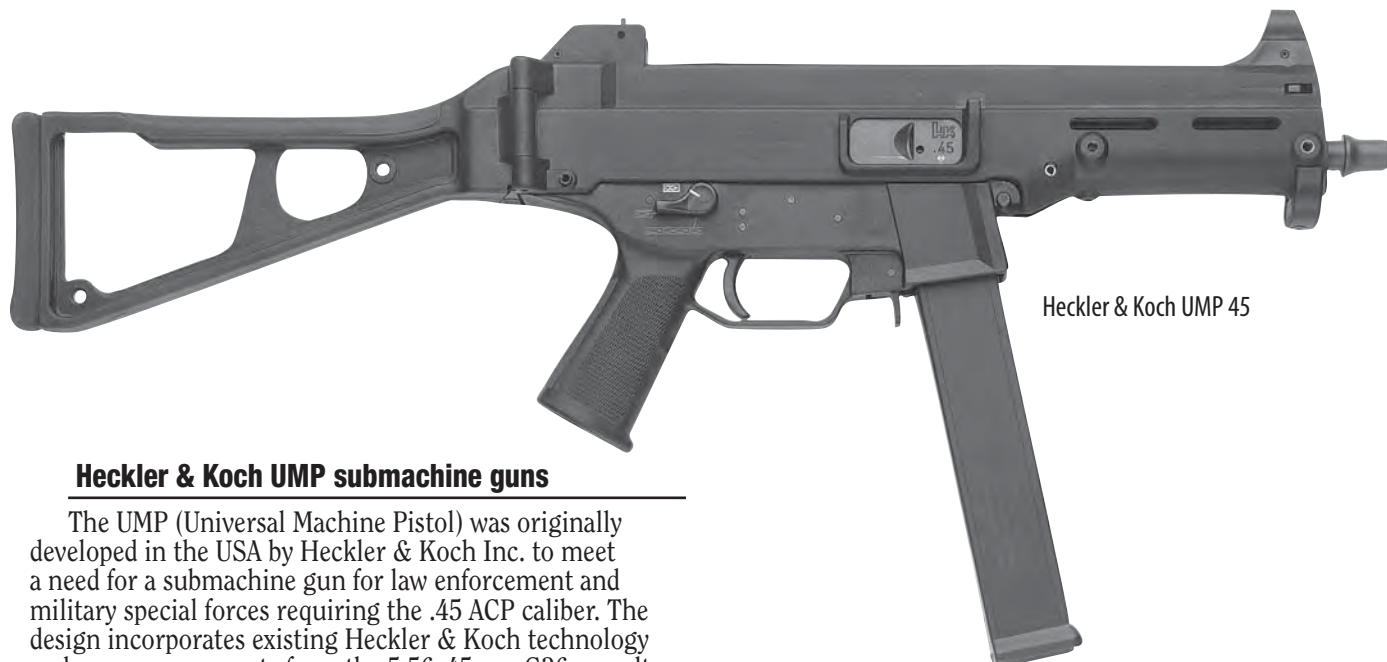 HK
.45
Heckler & Koch UMP 45
Heckler & Koch UMP submachine guns
The UMP (Universal Machine Pistol) was originally
developed in the USA by Heckler & Koch Inc. to meet
a need for a submachine gun for law enforcement and
military special forces requiring the .45 ACP caliber. The
design incorporates existing Heckler & Koch technology